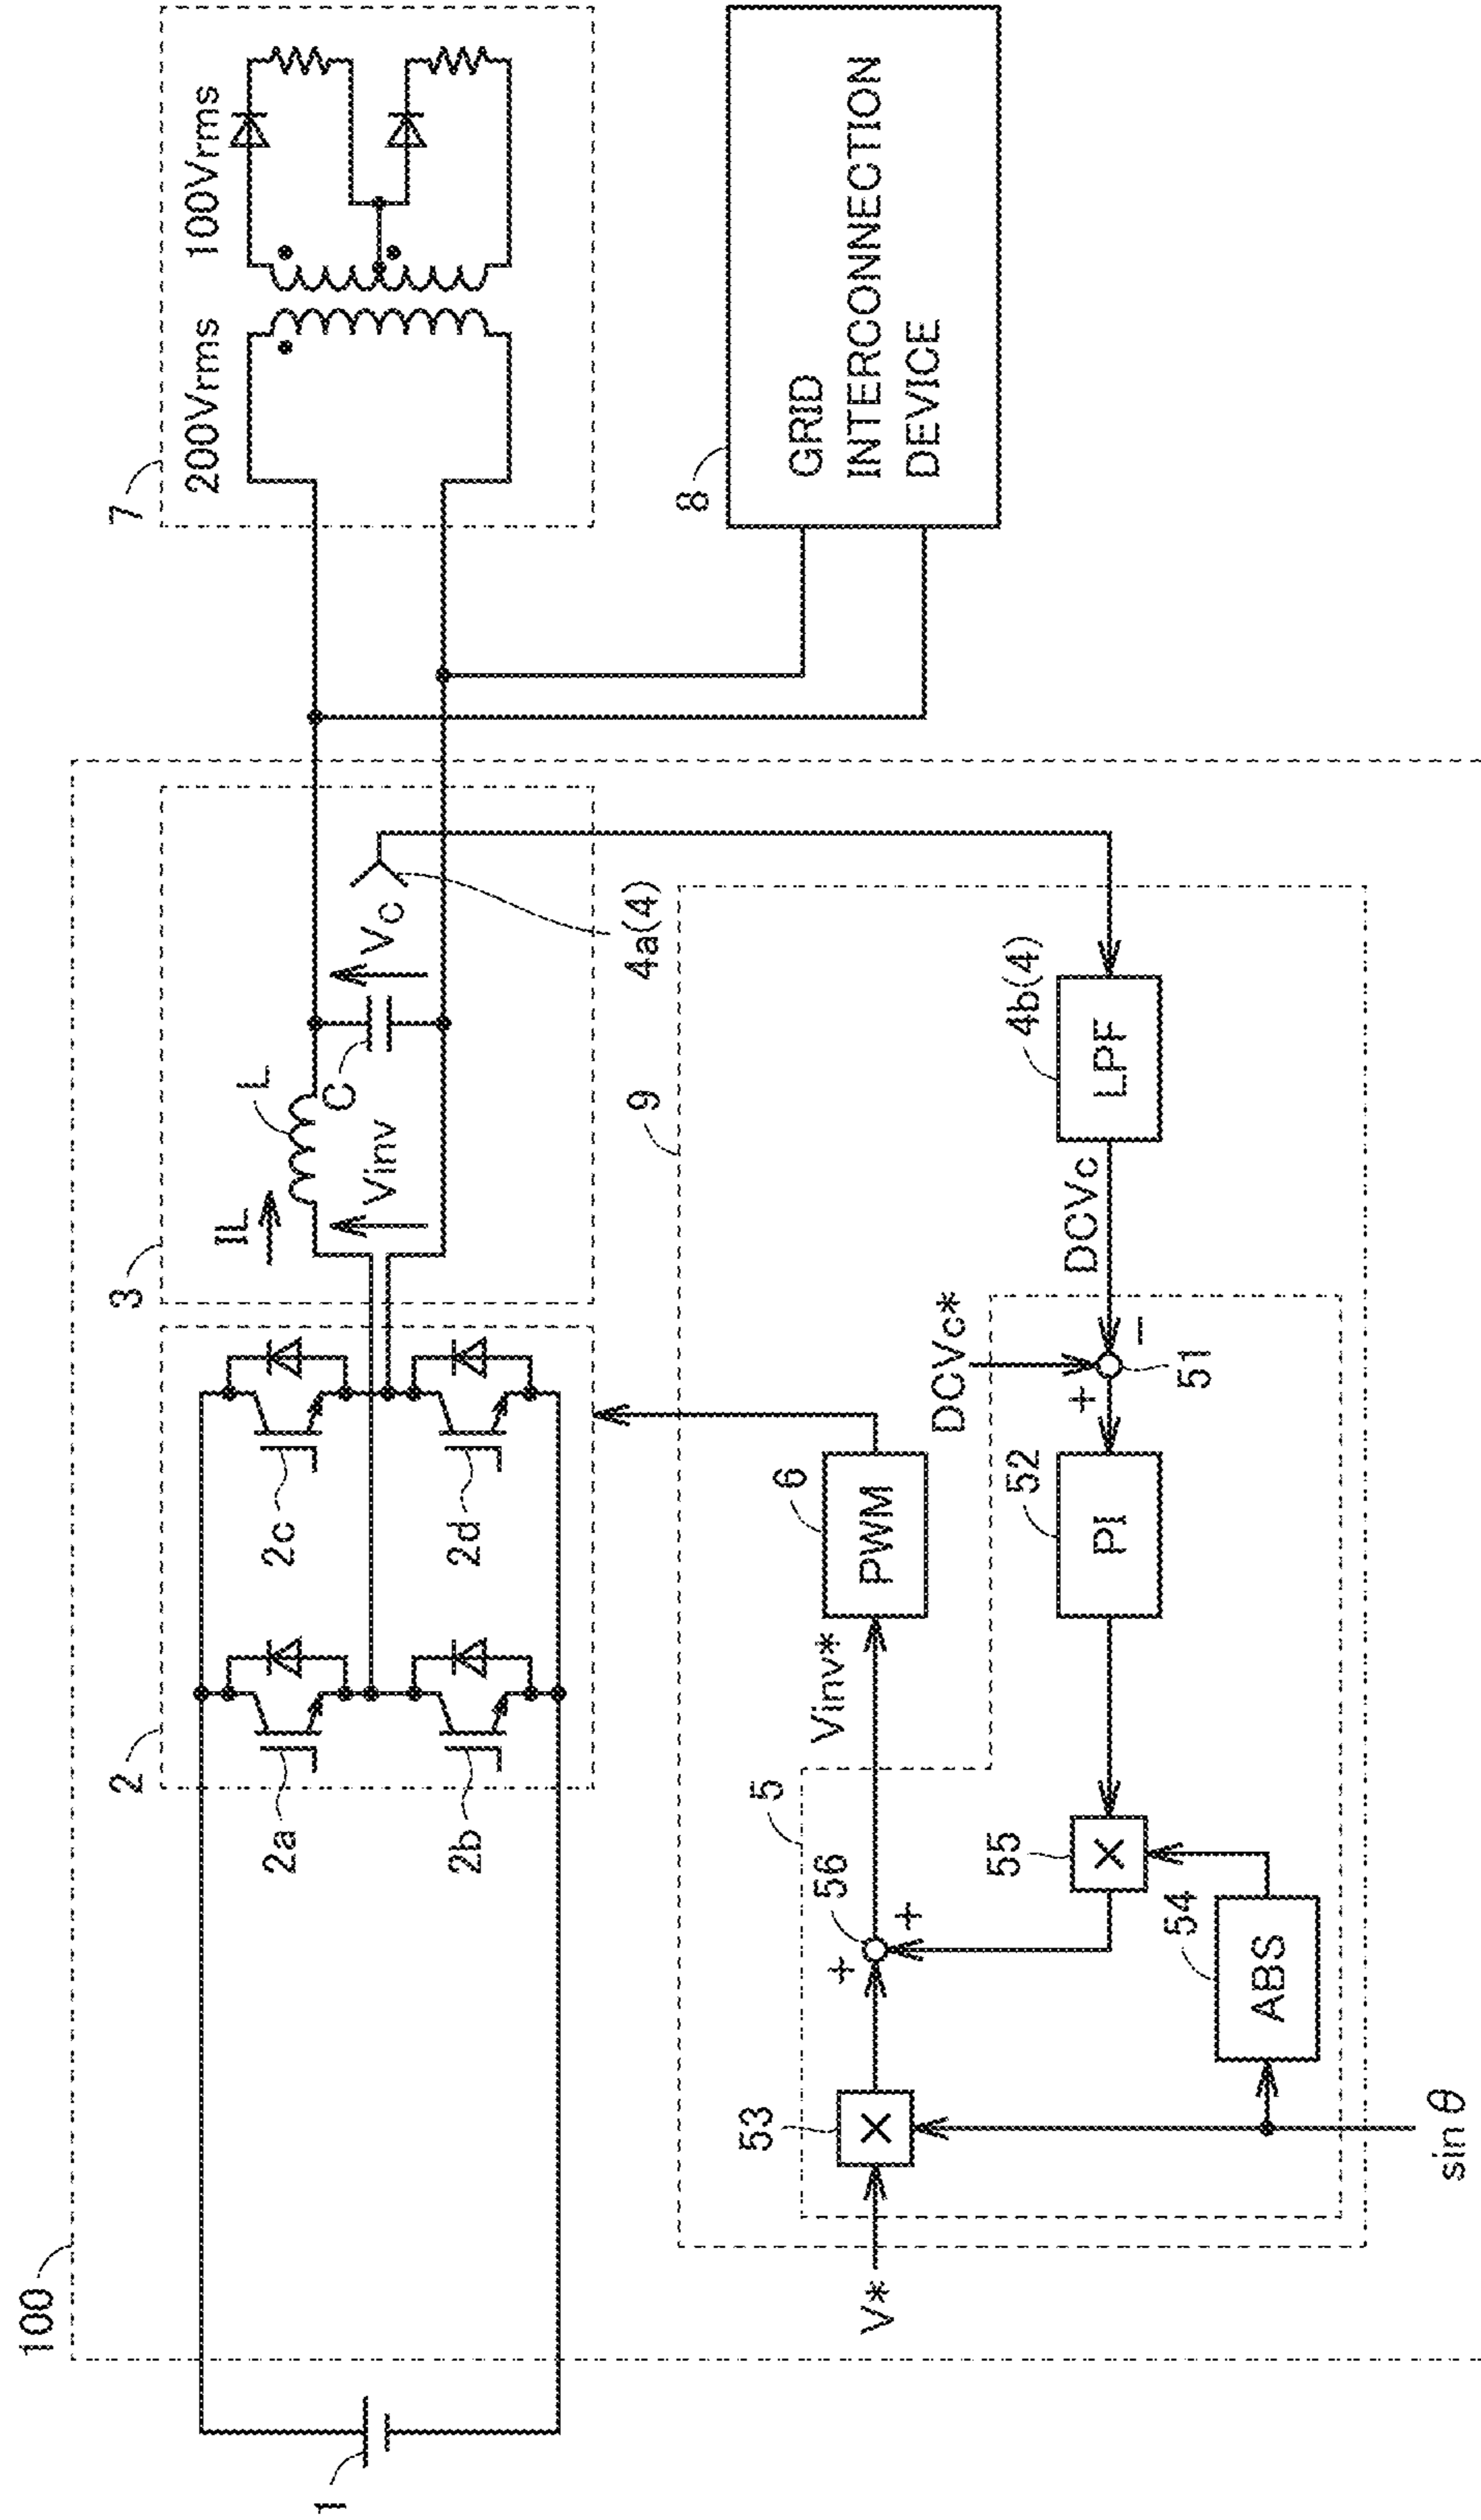 100
1
2
2a
2b
2c
2d
3
IL
L
Vinv
C
Vc
4a(4)
7
200Vrms
100Vrms
8
GRID
INTERCONNECTION
DEVICE
9
5
V*
53
×
+
56
+
Vinv*
6
PWM
DCVc*
54
ABS
55
×
52
PI
+
51
−
DCVc
4b(4)
LPF
sin θ